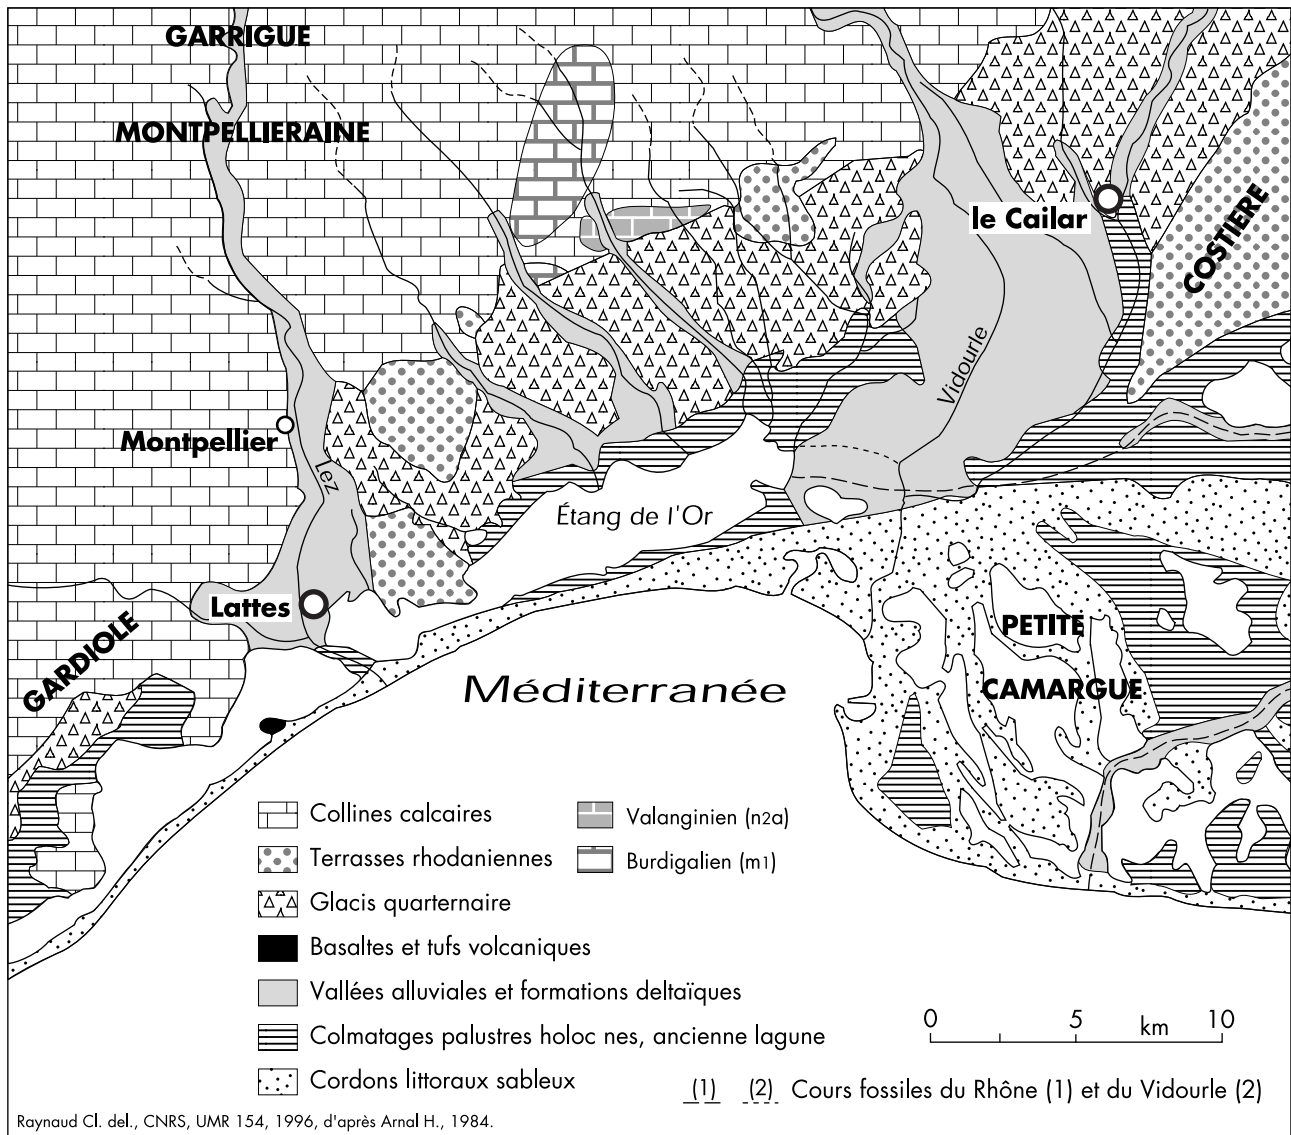 GARRIGUE
MONTPELLIERAINE
le Cailar
COSTIERE
Vidourle
Montpellier
Lez
Étang de l'Or
Lattes
GARDIOLE
PETITE
CAMARGUE
Méditerranée
Collines calcaires
Terrasses rhodaniennes
Glacis quarternaire
Basaltes et tufs volcaniques
Vallées alluviales et formations deltaïques
Colmatages palustres holoc nes, ancienne lagune
Cordons littoraux sableux
Valanginien (n2a)
Burdigalien (m1)
0 5 km 10
(1) (2) Cours fossiles du Rhône (1) et du Vidourle (2)
Raynaud Cl. del., CNRS, UMR 154, 1996, d'après Arnal H., 1984.